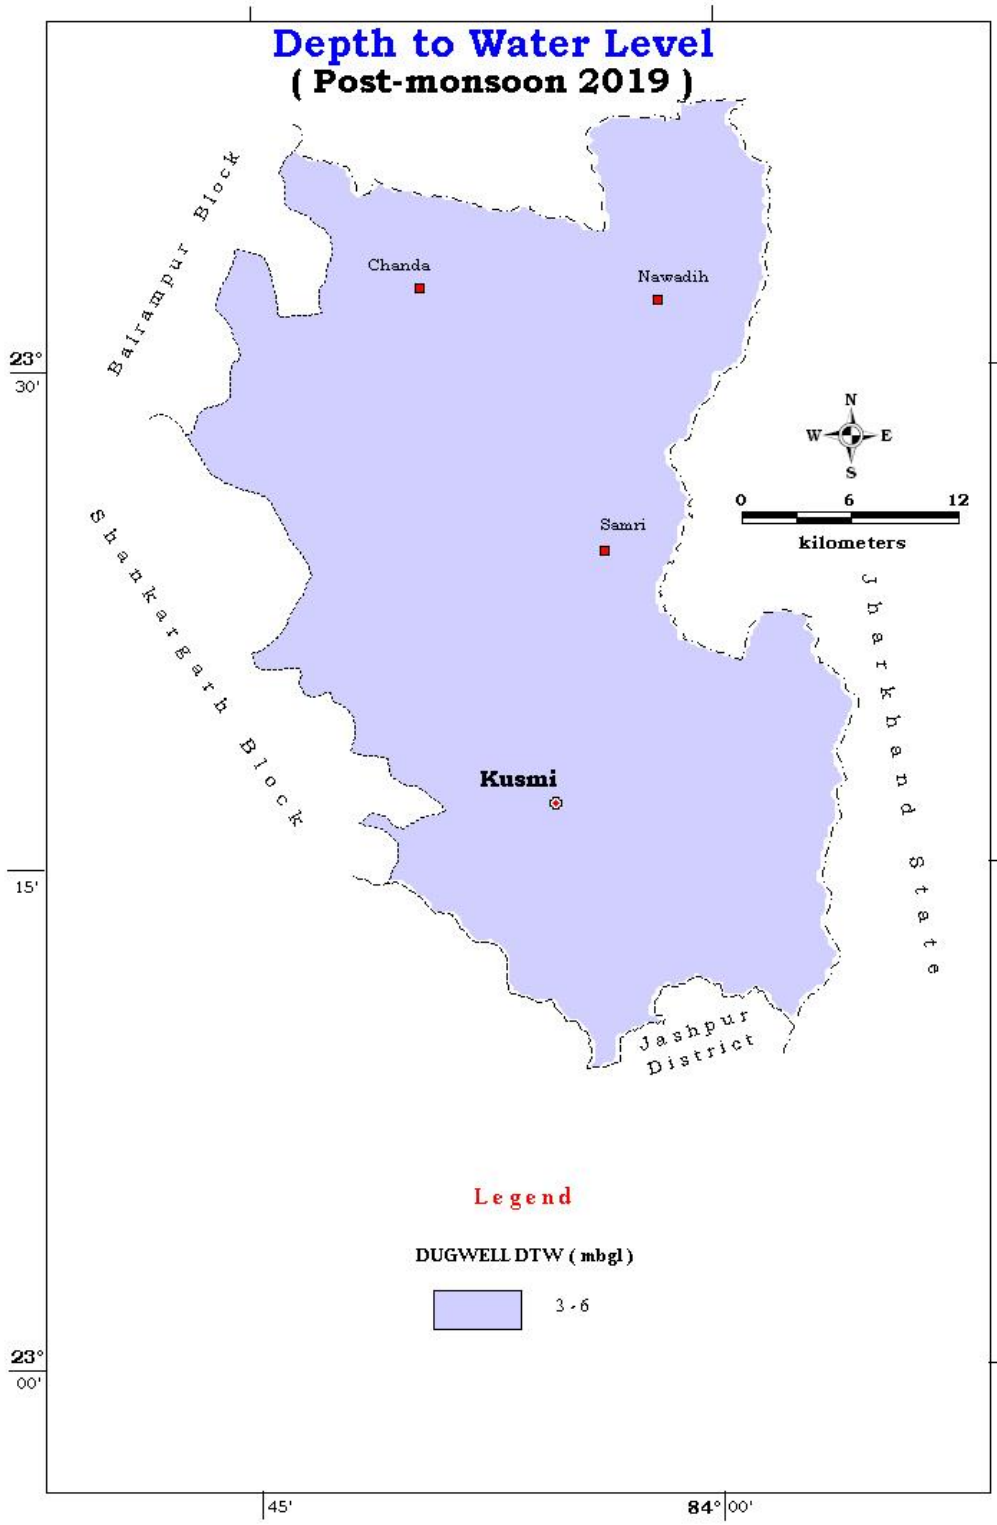 Depth to Water Level
( Post-monsoon 2019 )
Balrampur Block
Chanda
Nawadih
23°
30'
N
W E
S
0 6 12
kilometers
Samri
Shankargarh Block
Jharkhand State
Kusmi
15'
Jashpur
District
Legend
DUGWELL DTW ( mbgl )
3 - 6
23°
00'
45'
84° 00'